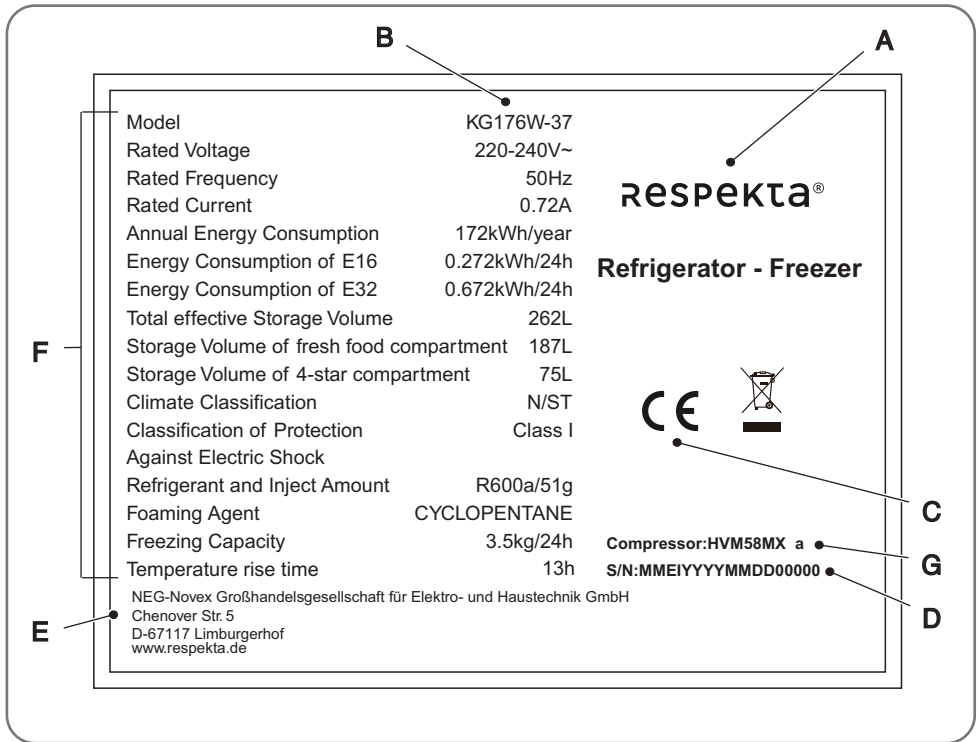 B
A
Model KG176W-37
Rated Voltage 220-240V~
Rated Frequency 50Hz
Rated Current 0.72A
Annual Energy Consumption 172kWh/year
Energy Consumption of E16 0.272kWh/24h
Energy Consumption of E32 0.672kWh/24h
Total effective Storage Volume 262L
Storage Volume of fresh food compartment 187L
Storage Volume of 4-star compartment 75L
Climate Classification N/ST
Classification of Protection Class I
Against Electric Shock
Refrigerant and Inject Amount R600a/51g
Foaming Agent CYCLOPENTANE
Freezing Capacity 3.5kg/24h
Temperature rise time 13h
F
Respekta®
Refrigerator - Freezer
CE
C
Compressor:HVM58MX a
G
S/N:MMEIYYYYMMDD00000
D
NEG-Novex Großhandelsgesellschaft für Elektro- und Haustechnik GmbH
Chenover Str. 5
D-67117 Limburgerhof
www.respekta.de
E